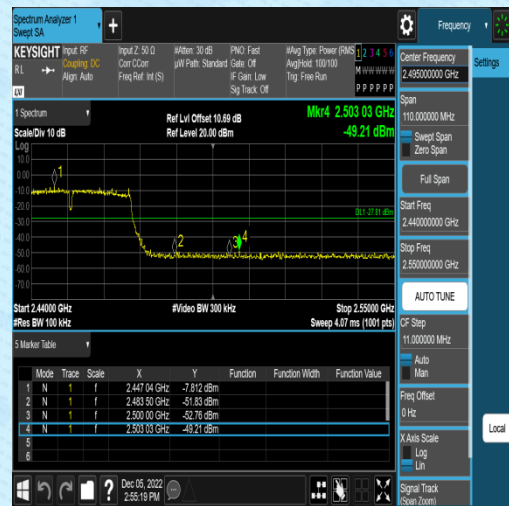 Spectrum Analyzer 1
Swept SA
+
Frequency
KEYSIGHT
Input: RF
Input Z: 50 Ω
#Atten: 30 dB
PNO: Fast
#Avg Type: Power (RMS
1 2 3 4 5 6
RL
Coupling: DC
Corr CCorr
µW Path: Standard
Gate: Off
Avg|Hold: 100/100
M W W W W W
Align: Auto
Freq Ref: Int (S)
IF Gain: Low
Trig: Free Run
Sig Track: Off
P P P P P P
LXI
Center Frequency
2.495000000 GHz
Settings
Span
110.000000 MHz
Swept Span
Zero Span
Full Span
Start Freq
2.440000000 GHz
Stop Freq
2.550000000 GHz
AUTO TUNE
CF Step
11.000000 MHz
Auto
Man
Freq Offset
0 Hz
X Axis Scale
Log
Lin
Signal Track
(Span Zoom)
Local
1 Spectrum
Ref Lvl Offset 10.69 dB
Mkr4 2.503 03 GHz
Scale/Div 10 dB
Ref Level 20.00 dBm
-49.21 dBm
Log
10.0
0.00
-10.0
-20.0
-30.0
-40.0
-50.0
-60.0
-70.0
1
DL1 -27.81 dBm
2
3
4
Start 2.44000 GHz
#Video BW 300 kHz
Stop 2.55000 GHz
#Res BW 100 kHz
Sweep 4.07 ms (1001 pts)
5 Marker Table
Mode Trace Scale X Y Function Function Width Function Value
1 N 1 f 2.447 04 GHz -7.812 dBm
2 N 1 f 2.483 50 GHz -51.83 dBm
3 N 1 f 2.500 00 GHz -52.76 dBm
4 N 1 f 2.503 03 GHz -49.21 dBm
5
6
?
Dec 05, 2022
2:55:19 PM